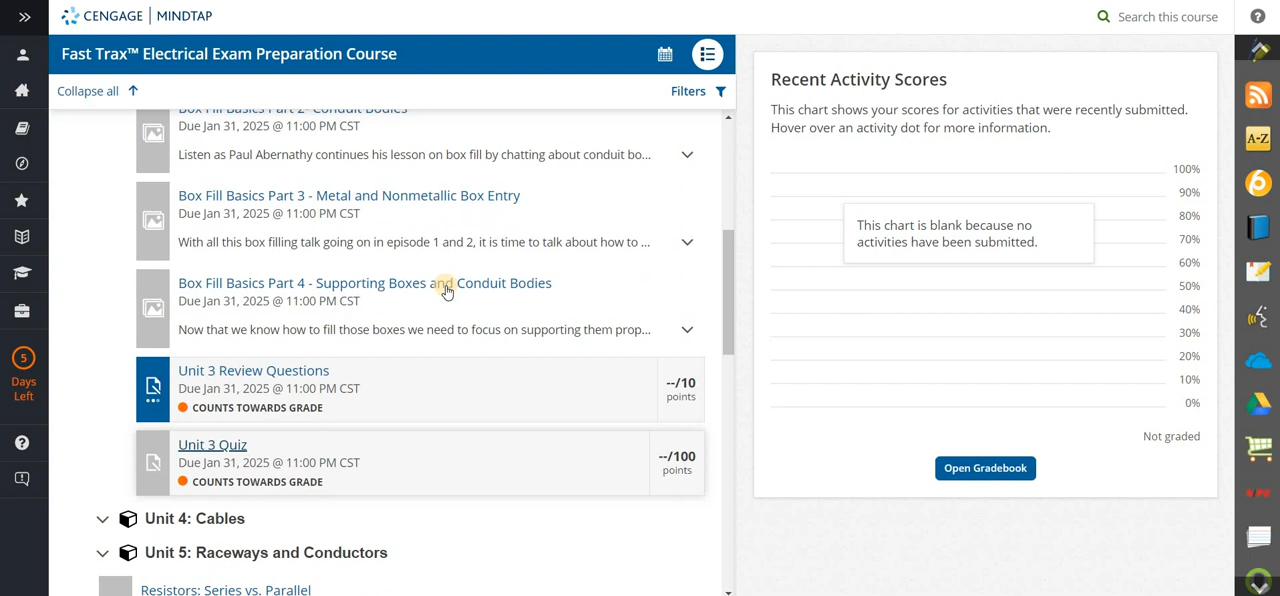 CENGAGE | MINDTAP
Search this course
Fast Trax™ Electrical Exam Preparation Course
Collapse all
Filters
Box Fill Basics Part 2- Conduit Bodies
Due Jan 31, 2025 @ 11:00 PM CST
Listen as Paul Abernathy continues his lesson on box fill by chatting about conduit bo...
Box Fill Basics Part 3 - Metal and Nonmetallic Box Entry
Due Jan 31, 2025 @ 11:00 PM CST
With all this box filling talk going on in episode 1 and 2, it is time to talk about how to ...
Box Fill Basics Part 4 - Supporting Boxes and Conduit Bodies
Due Jan 31, 2025 @ 11:00 PM CST
Now that we know how to fill those boxes we need to focus on supporting them prop...
Unit 3 Review Questions
Due Jan 31, 2025 @ 11:00 PM CST
COUNTS TOWARDS GRADE
--/10
points
Unit 3 Quiz
Due Jan 31, 2025 @ 11:00 PM CST
COUNTS TOWARDS GRADE
--/100
points
Unit 4: Cables
Unit 5: Raceways and Conductors
Resistors: Series vs. Parallel
5
Days
Left
Recent Activity Scores
This chart shows your scores for activities that were recently submitted.
Hover over an activity dot for more information.
100%
90%
80%
70%
60%
50%
40%
30%
20%
10%
0%
This chart is blank because no
activities have been submitted.
Not graded
Open Gradebook
A-Z